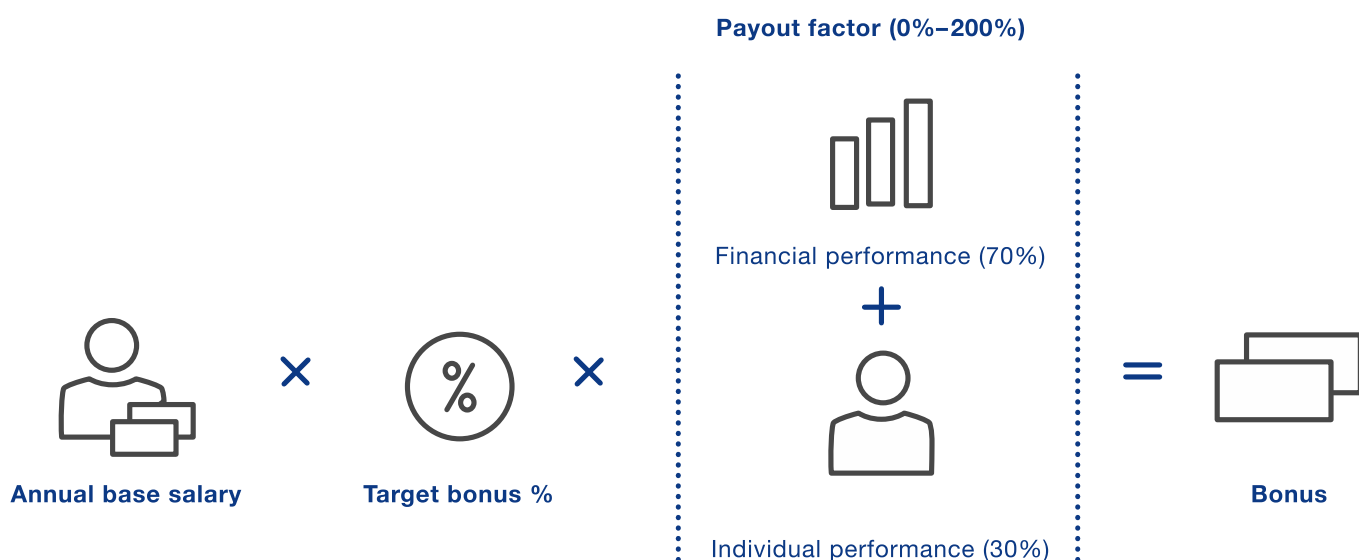 Payout factor (0%–200%)
Financial performance (70%)
+
%
× × =
Annual base salary Target bonus % Bonus
Individual performance (30%)